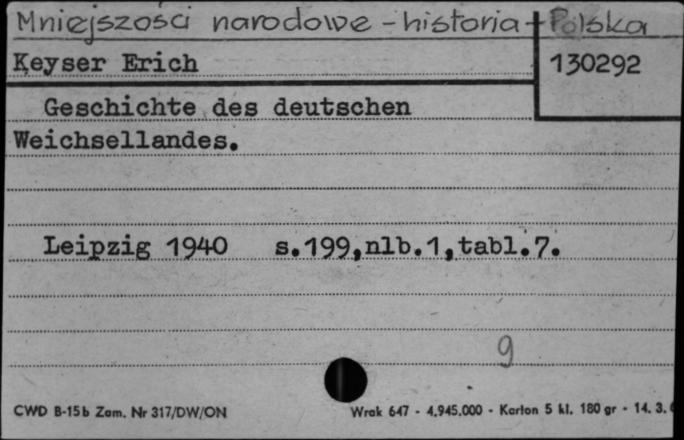 Mniejszości narodowe - historia - Polska
Keyser Erich
130292
Geschichte des deutschen
Weichsellandes.
Leipzig 1940 s.199,nlb.1,tabl.7.
9
CWD B-15b Zam. Nr 317/DW/ON
Wrak 647 - 4.945.000 - Karton 5 kl. 180 gr - 14. 3.